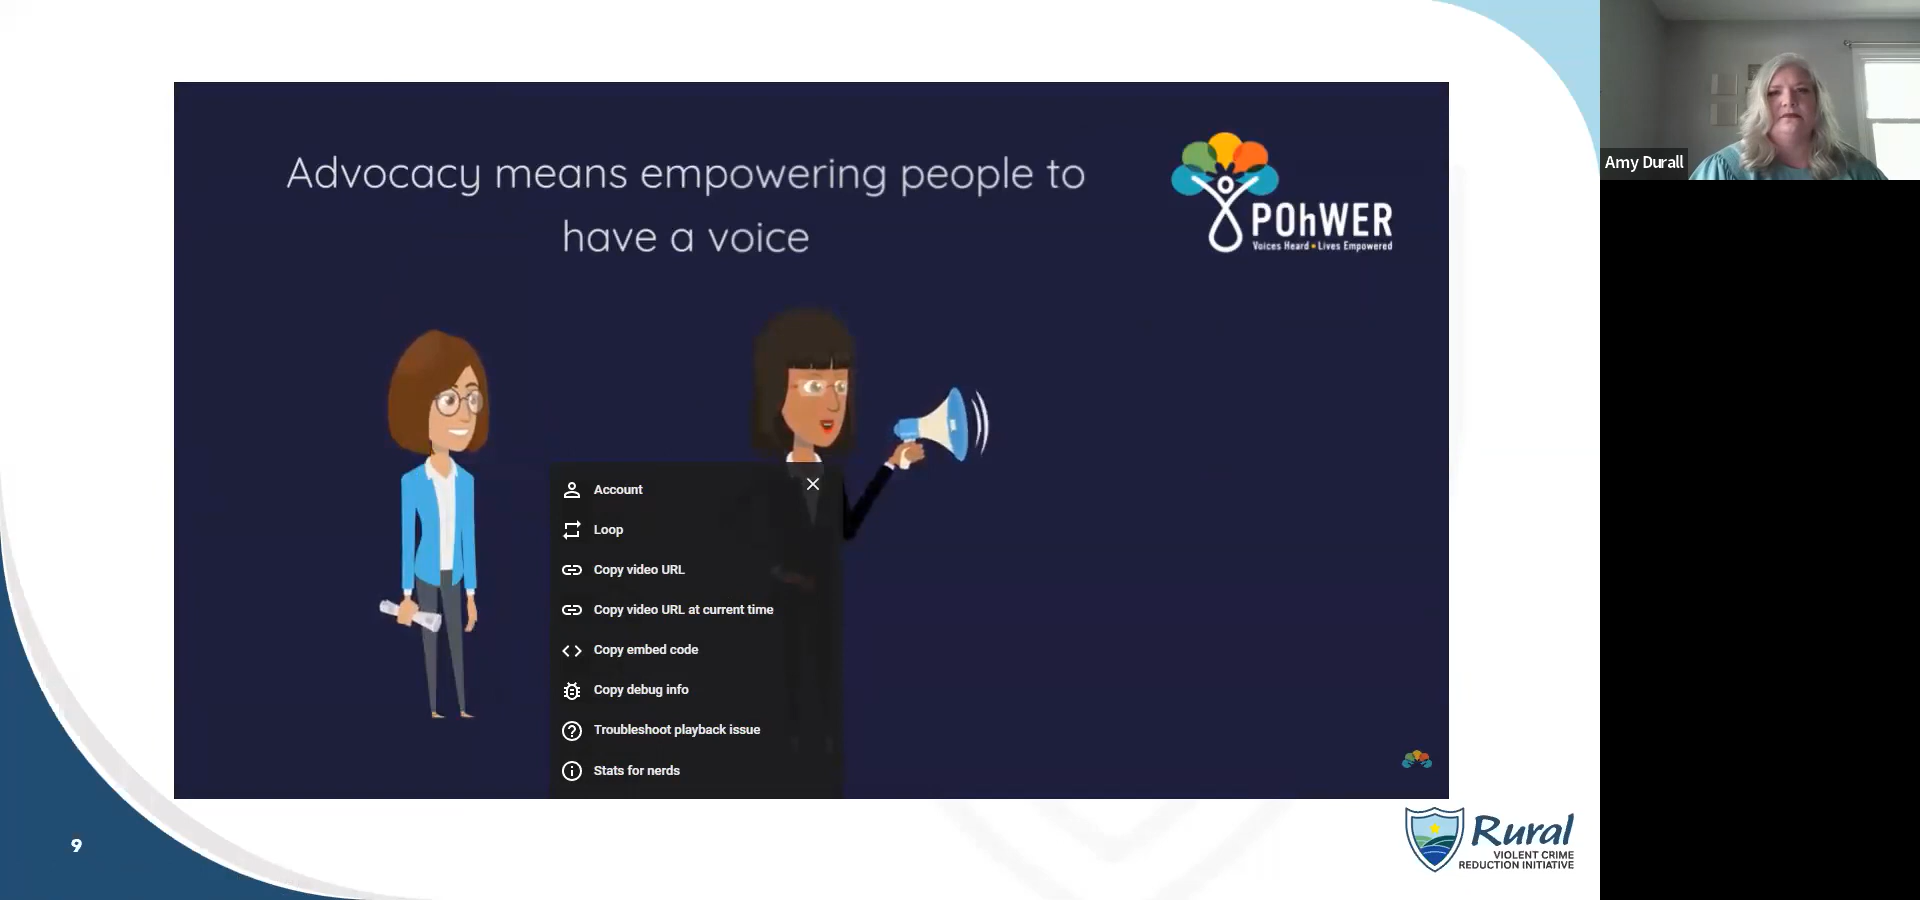 Advocacy means empowering people to
have a voice
POhWER
Voices Heard • Lives Empowered
Amy Durall
Account
Loop
Copy video URL
Copy video URL at current time
Copy embed code
Copy debug info
Troubleshoot playback issue
Stats for nerds
9
Rural
VIOLENT CRIME
REDUCTION INITIATIVE